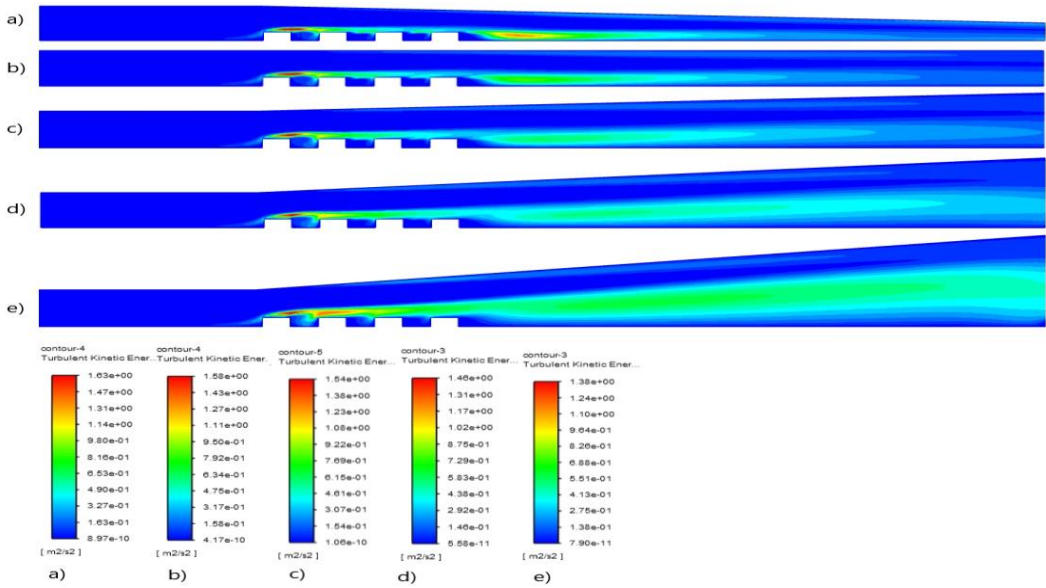 a)
b)
c)
d)
e)
contour-4
Turbulent Kinetic Ener...
1.63e+00
1.47e+00
1.31e+00
1.14e+00
9.80e-01
8.16e-01
6.53e-01
4.90e-01
3.27e-01
1.63e-01
8.97e-10
[ m2/s2 ]
a)
contour-4
Turbulent Kinetic Ener..
1.58e+00
1.43e+00
1.27e+00
1.11e+00
9.50e-01
7.92e-01
6.34e-01
4.75e-01
3.17e-01
1.58e-01
4.17e-10
[ m2/s2 ]
b)
contour-5
Turbulent Kinetic Ener...
1.54e+00
1.38e+00
1.23e+00
1.08e+00
9.22e-01
7.69e-01
6.15e-01
4.61e-01
3.07e-01
1.54e-01
1.06e-10
[ m2/s2 ]
c)
contour-3
Turbulent Kinetic Ener...
1.46e+00
1.31e+00
1.17e+00
1.02e+00
8.75e-01
7.29e-01
5.83e-01
4.38e-01
2.92e-01
1.46e-01
5.58e-11
[ m2/s2 ]
d)
contour-3
Turbulent Kinetic Ener...
1.38e+00
1.24e+00
1.10e+00
9.64e-01
8.26e-01
6.88e-01
5.51e-01
4.13e-01
2.75e-01
1.38e-01
7.90e-11
[ m2/s2 ]
e)